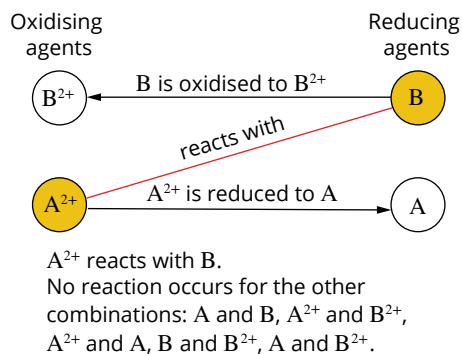 Oxidising agents
Reducing agents
B²⁺
B is oxidised to B²⁺
B
reacts with
A²⁺
A²⁺ is reduced to A
A
A²⁺ reacts with B.
No reaction occurs for the other
combinations: A and B, A²⁺ and B²⁺,
A²⁺ and A, B and B²⁺, A and B²⁺.